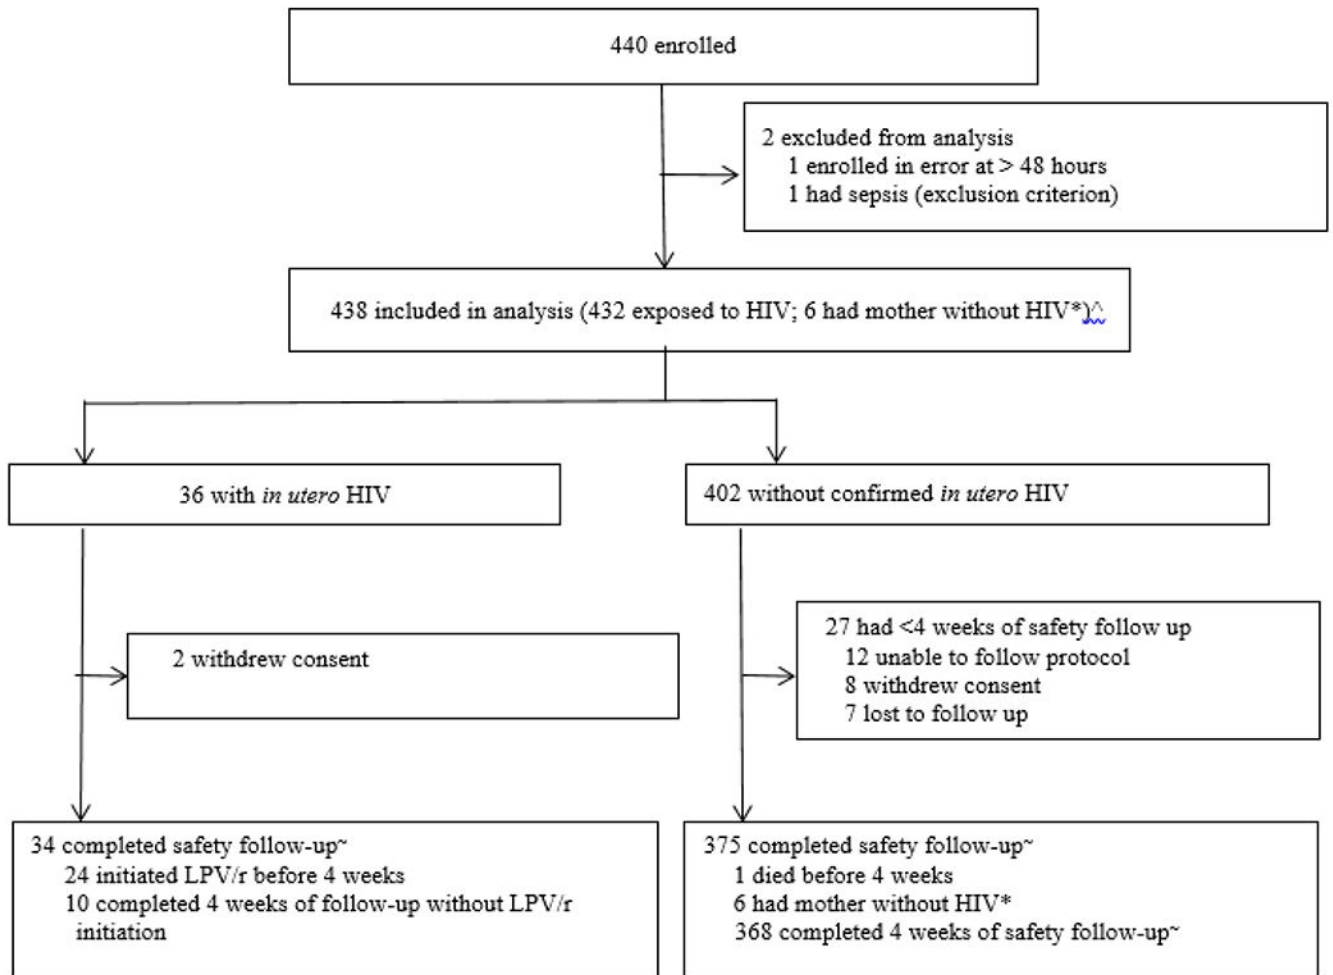 440 enrolled
2 excluded from analysis
1 enrolled in error at > 48 hours
1 had sepsis (exclusion criterion)
438 included in analysis (432 exposed to HIV; 6 had mother without HIV*)^
36 with in utero HIV
402 without confirmed in utero HIV
2 withdrew consent
27 had <4 weeks of safety follow up
12 unable to follow protocol
8 withdrew consent
7 lost to follow up
34 completed safety follow-up~
24 initiated LPV/r before 4 weeks
10 completed 4 weeks of follow-up without LPV/r
initiation
375 completed safety follow-up~
1 died before 4 weeks
6 had mother without HIV*
368 completed 4 weeks of safety follow-up~